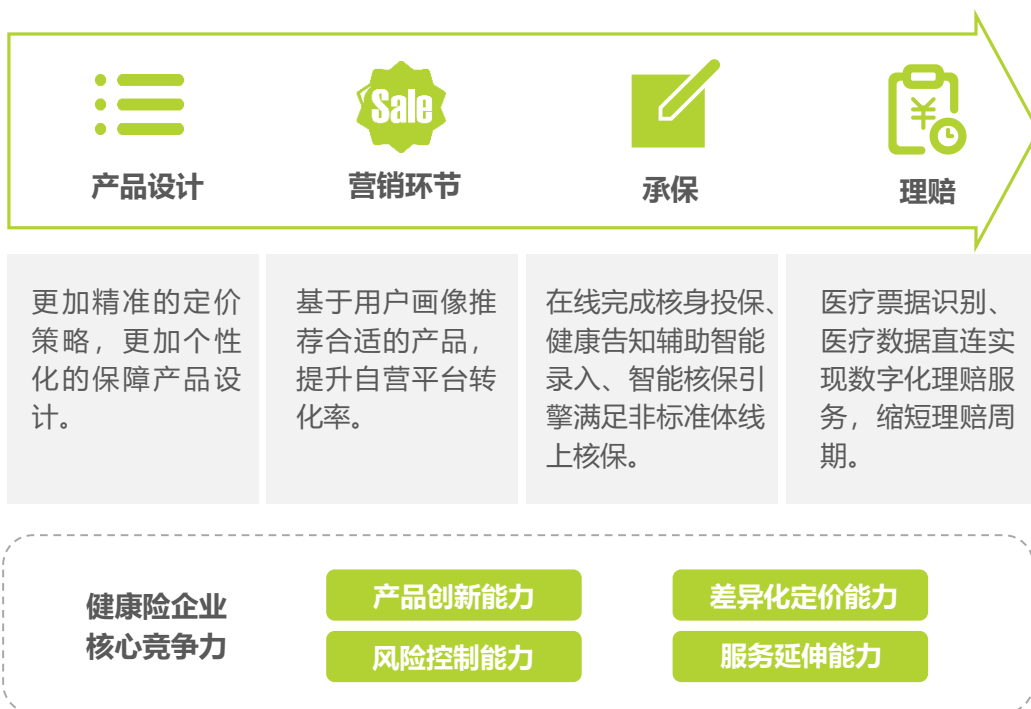 Sale
产品设计
营销环节
承保
理赔
更加精准的定价
策略，更加个性
化的保障产品设
计。
基于用户画像推
荐合适的产品，
提升自营平台转
化率。
在线完成核身投保、
健康告知辅助智能
录入、智能核保引
擎满足非标准体线
上核保。
医疗票据识别、
医疗数据直连实
现数字化理赔服
务，缩短理赔周
期。
健康险企业
核心竞争力
产品创新能力
差异化定价能力
风险控制能力
服务延伸能力